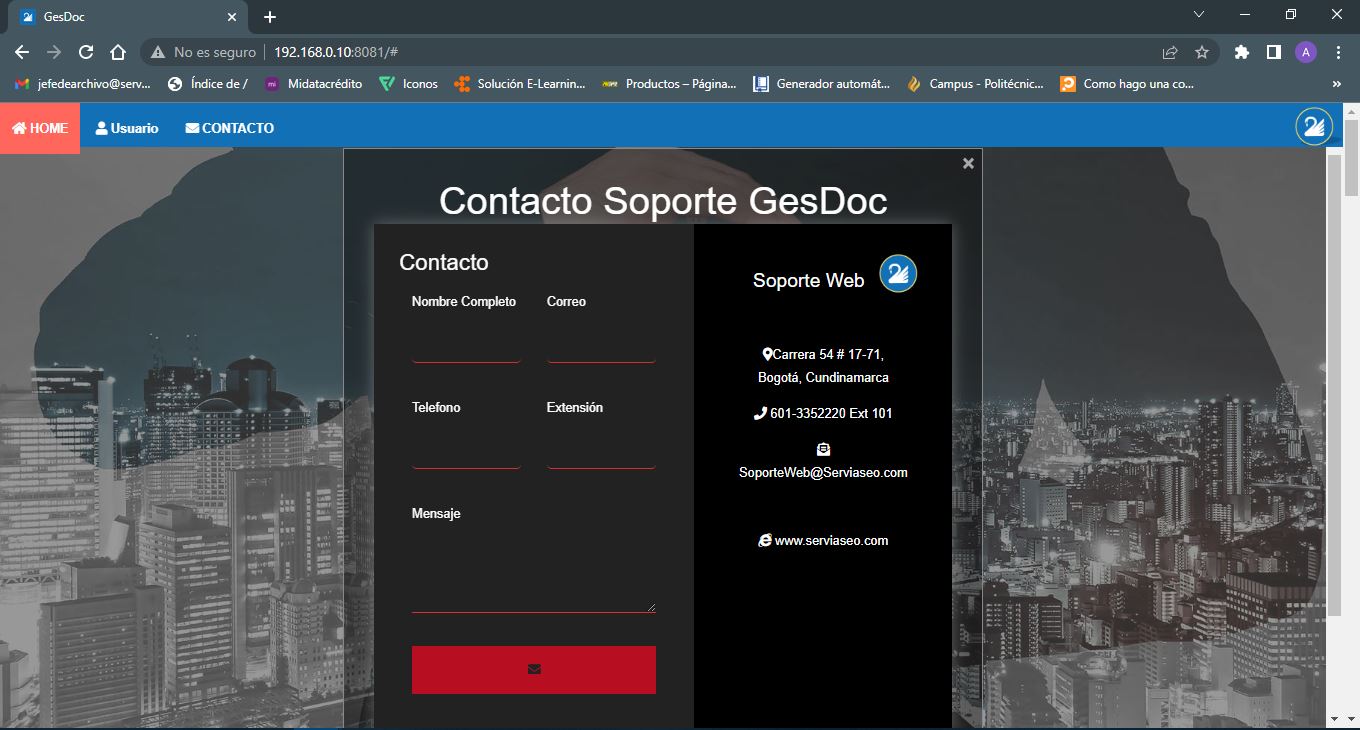 GesDoc
No es seguro
192.168.0.10:8081/#
A
jefedearchivo@serv...
Índice de /
mi
Midatacrédito
Iconos
Solución E-Learnin...
Productos – Página...
Generador automát...
Campus - Politécnic...
Como hago una co...
»
HOME
Usuario
CONTACTO
Contacto Soporte GesDoc
Contacto
Nombre Completo
Correo
Telefono
Extensión
Mensaje
Soporte Web
Carrera 54 # 17-71,
Bogotá, Cundinamarca
601-3352220 Ext 101
SoporteWeb@Serviaseo.com
www.serviaseo.com